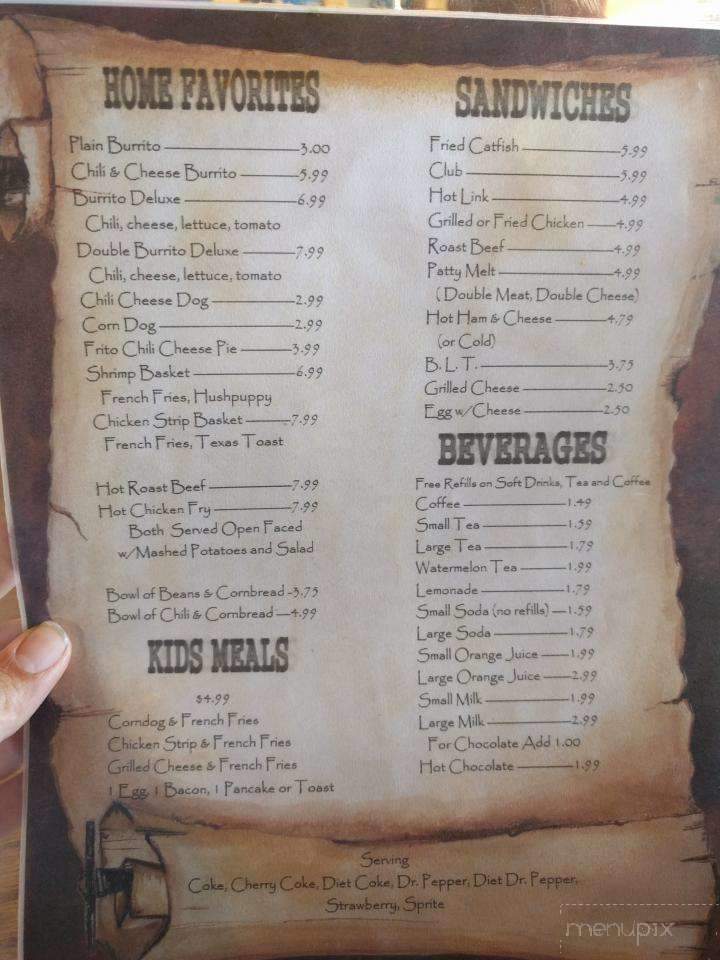 HOME FAVORITES
Plain Burrito 3.00
Chili & Cheese Burrito 5.99
Burrito Deluxe 6.99
Chili, cheese, lettuce, tomato
Double Burrito Deluxe 7.99
Chili, cheese, lettuce, tomato
Chili Cheese Dog 2.99
Corn Dog 2.99
Frito Chili Cheese Pie 3.99
Shrimp Basket 6.99
French Fries, Hushpuppy
Chicken Strip Basket 7.99
French Fries, Texas Toast
Hot Roast Beef 7.99
Hot Chicken Fry 7.99
Both Served Open Faced
w/Mashed Potatoes and Salad
Bowl of Beans & Cornbread 3.75
Bowl of Chili & Cornbread 4.99
KIDS MEALS
$4.99
Corndog & French Fries
Chicken Strip & French Fries
Grilled Cheese & French Fries
1 Egg, 1 Bacon, 1 Pancake or Toast
SANDWICHES
Fried Catfish 5.99
Club 5.99
Hot Link 4.99
Grilled or Fried Chicken 4.99
Roast Beef 4.99
Patty Melt 4.99
(Double Meat, Double Cheese)
Hot Ham & Cheese 4.79
(or Cold)
B. L. T. 3.75
Grilled Cheese 2.50
Egg w/Cheese 2.50
BEVERAGES
Free Refills on Soft Drinks, Tea and Coffee
Coffee 1.49
Small Tea 1.59
Large Tea 1.79
Watermelon Tea 1.99
Lemonade 1.79
Small Soda (no refills) 1.59
Large Soda 1.79
Small Orange Juice 1.99
Large Orange Juice 2.99
Small Milk 1.99
Large Milk 2.99
For Chocolate Add 1.00
Hot Chocolate 1.99
Serving
Coke, Cherry Coke, Diet Coke, Dr. Pepper, Diet Dr. Pepper,
Strawberry, Sprite
menupix